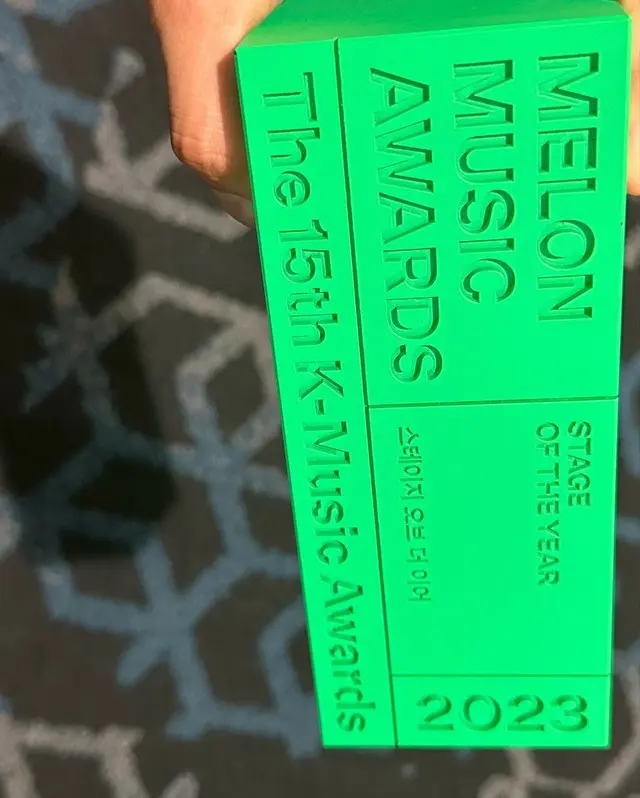 MELON
MUSIC
AWARDS
STAGE
OF THE YEAR
스테이지 오브 더 이어
2023
The 15th K-Music Awards